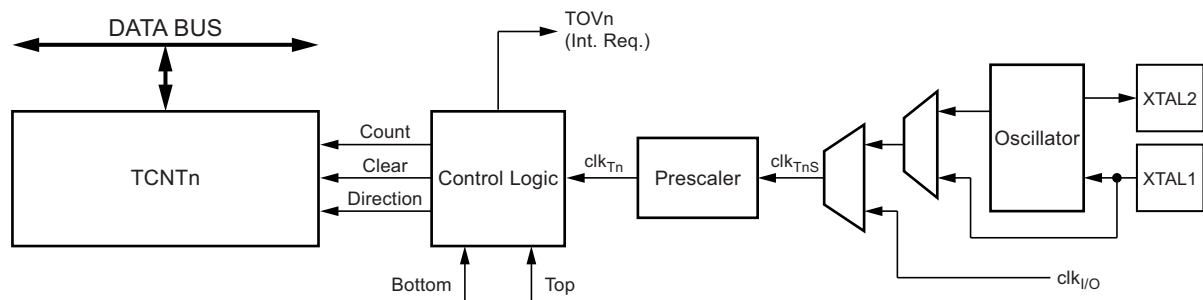 DATA BUS
TOVn
(Int. Req.)
TCNTn
Count
Clear
Direction
Control Logic
clkTn
Prescaler
clkTnS
Oscillator
XTAL2
XTAL1
Bottom
Top
clkI/O